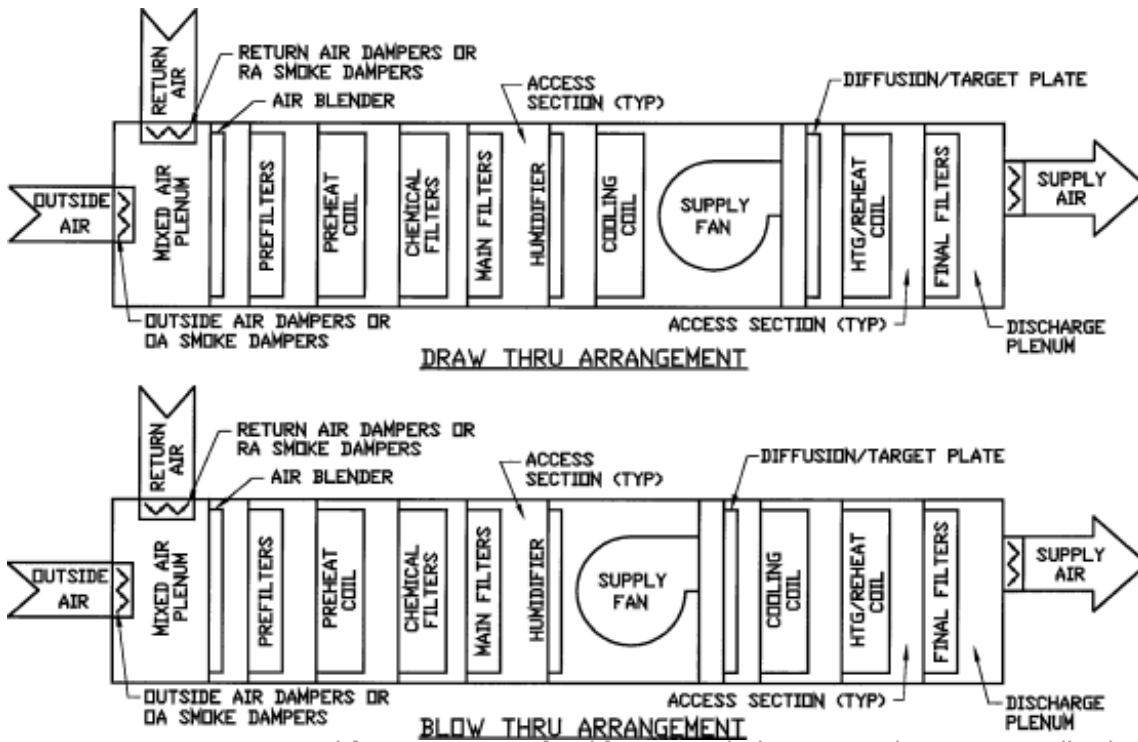 RETURN
AIR
RETURN AIR DAMPERS OR
RA SMOKE DAMPERS
AIR BLENDER
ACCESS
SECTION (TYP)
DIFFUSION/TARGET PLATE
OUTSIDE
AIR
MIXED AIR
PLENUM
PREFILTERS
PREHEAT
COIL
CHEMICAL
FILTERS
MAIN FILTERS
HUMIDIFIER
COOLING
COIL
SUPPLY
FAN
HTG/REHEAT
COIL
FINAL FILTERS
SUPPLY
AIR
OUTSIDE AIR DAMPERS OR
OA SMOKE DAMPERS
ACCESS SECTION (TYP)
DISCHARGE
PLENUM
DRAW THRU ARRANGEMENT
RETURN
AIR
RETURN AIR DAMPERS OR
RA SMOKE DAMPERS
AIR BLENDER
ACCESS
SECTION (TYP)
DIFFUSION/TARGET PLATE
OUTSIDE
AIR
MIXED AIR
PLENUM
PREFILTERS
PREHEAT
COIL
CHEMICAL
FILTERS
MAIN FILTERS
HUMIDIFIER
SUPPLY
FAN
COOLING
COIL
HTG/REHEAT
COIL
FINAL FILTERS
SUPPLY
AIR
OUTSIDE AIR DAMPERS OR
OA SMOKE DAMPERS
ACCESS SECTION (TYP)
DISCHARGE
PLENUM
BLOW THRU ARRANGEMENT